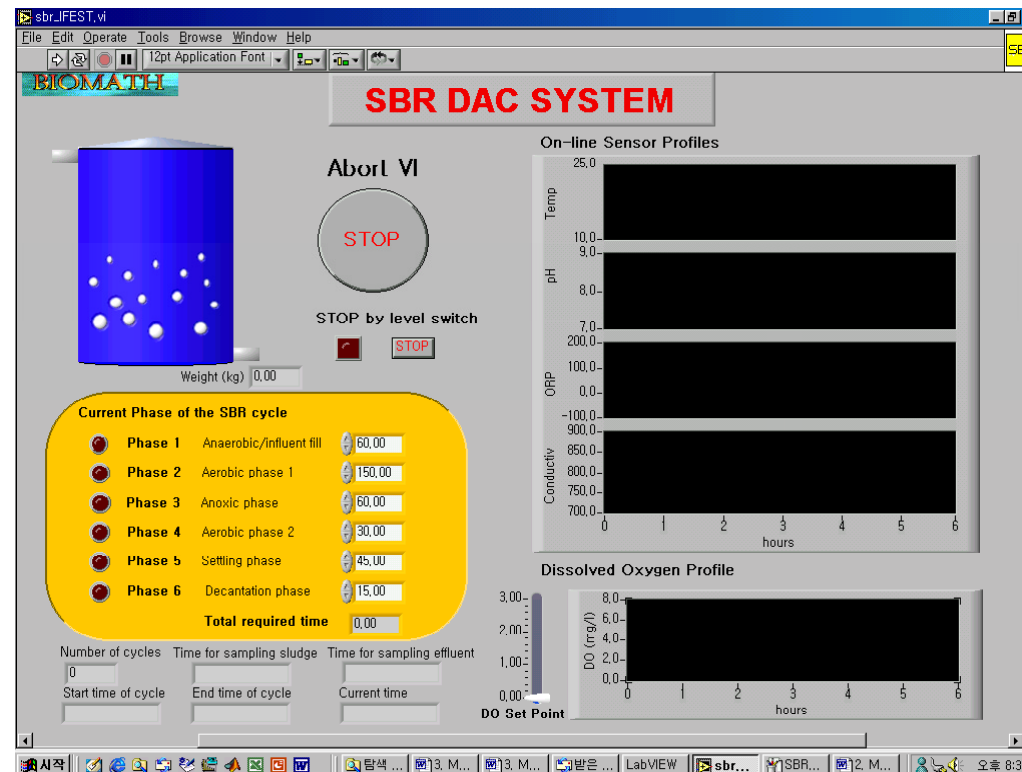 sbr_IFEST.vi
File Edit Operate Tools Browse Window Help
12pt Application Font
SE
BIOMATH
SBR DAC SYSTEM
Abort VI
STOP
STOP by level switch
STOP
Weight (kg) 0,00
Current Phase of the SBR cycle
Phase 1 Anaerobic/influent fill 60,00
Phase 2 Aerobic phase 1 150,00
Phase 3 Anoxic phase 60,00
Phase 4 Aerobic phase 2 30,00
Phase 5 Settling phase 45,00
Phase 6 Decantation phase 15,00
Total required time 0,00
Number of cycles Time for sampling sludge Time for sampling effluent
0
Start time of cycle End time of cycle Current time
On-line Sensor Profiles
Temp
25,0
10,0
pH
9,0
8,0
7,0
ORP
200,0
100,0
0,0
-100,0
Conductiv
900,0
850,0
800,0
750,0
700,0
0 1 2 3 4 5 6
hours
Dissolved Oxygen Profile
3,00
2,00
1,00
0,00
DO Set Point
DO (mg/l)
8,0
6,0
4,0
2,0
0,0
0 1 2 3 4 5 6
hours
시작 탐색 ... 3. M... 3. M... 받은 ... LabVIEW sbr... SBR... 2. M... 오후 8:3